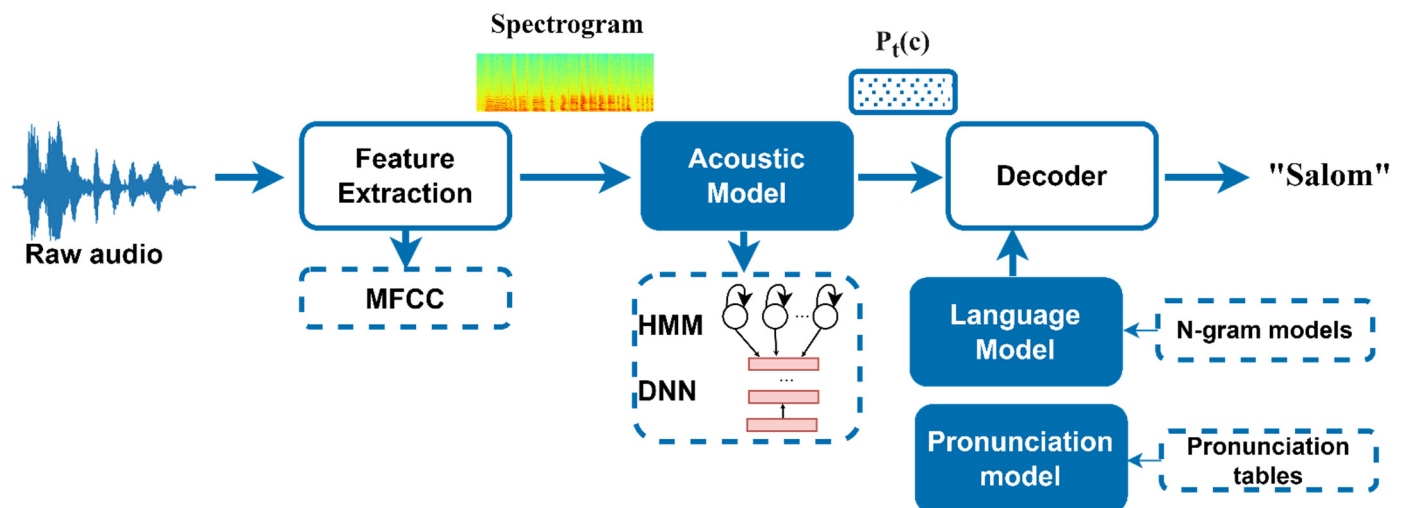 Spectrogram
P_t(c)
Raw audio
Feature
Extraction
Acoustic
Model
Decoder
"Salom"
MFCC
HMM
...
DNN
...
Language
Model
N-gram models
Pronunciation
model
Pronunciation
tables